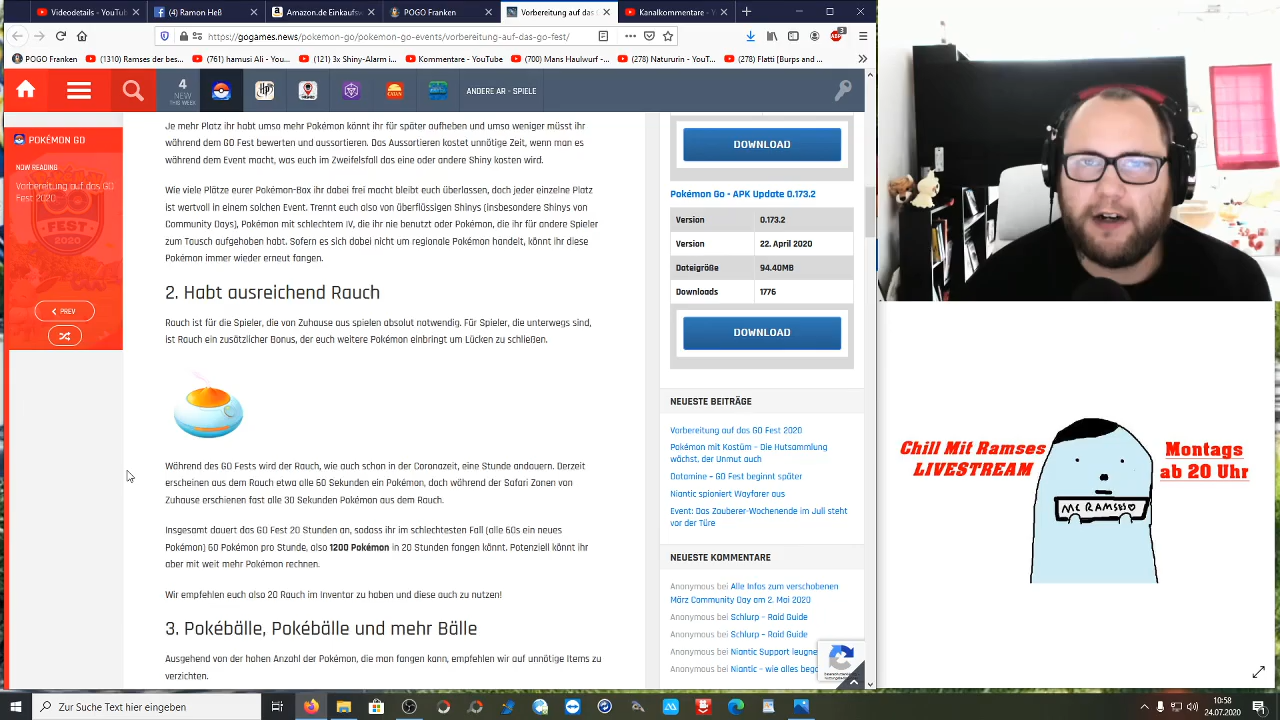 Videodetails - YouTub
(4) Ramon Heß
Amazon.de Einkaufsw
POGO Franken
Vorbereitung auf das G
Kanalkommentare - Y
https://gogames.news/pokemon-go/pokemon-go-events/vorbereitung-auf-das-go-fest/
POGO Franken
(1310) Ramses der bes...
(761) hamusi Ali - You...
(121) 3x Shiny-Alarm i...
Kommentare - YouTube
(700) Mans Haulwurf - ...
(278) Natururin - YouT...
(278) Flatti [Burps and ...
4
NEW
THIS WEEK
ANDERE AR - SPIELE
POKÉMON GO
NOW READING
Vorbereitung auf das GO
Fest 2020
FEST
2020
PREV
Je mehr Platz ihr habt umso mehr Pokémon könnt ihr für später aufheben und umso weniger müsst ihr
während dem GO Fest bewerten und aussortieren. Das Aussortieren kostet unnötige Zeit, wenn man es
während dem Event macht, was euch im Zweifelsfall das eine oder andere Shiny kosten wird.
Wie viele Plätze eurer Pokémon-Box ihr dabei frei macht bleibt euch überlassen, doch jeder einzelne Platz
ist wertvoll in einem solchen Event. Trennt euch also von überflüssigen Shinys (insbesondere Shinys von
Community Days), Pokémon mit schlechten IV, die ihr nie benutzt oder Pokémon, die ihr für andere Spieler
zum Tausch aufgehoben habt. Sofern es sich dabei nicht um regionale Pokémon handelt, könnt ihr diese
Pokémon immer wieder erneut fangen.
2. Habt ausreichend Rauch
Rauch ist für die Spieler, die von Zuhause aus spielen absolut notwendig. Für Spieler, die unterwegs sind,
ist Rauch ein zusätzlicher Bonus, der euch weitere Pokémon einbringt um Lücken zu schließen.
Während des GO Fests wird der Rauch, wie auch schon in der Coronazeit, eine Stunde andauern. Derzeit
erscheinen aus dem Rauch etwa alle 60 Sekunden ein Pokémon, doch während der Safari Zonen von
Zuhause erschienen fast alle 30 Sekunden Pokémon aus dem Rauch.
Insgesamt dauert das GO Fest 20 Stunden an, sodass ihr im schlechtesten Fall (alle 60s ein neues
Pokémon) 60 Pokémon pro Stunde, also 1200 Pokémon in 20 Stunden fangen könnt. Potenziell könnt ihr
aber mit weit mehr Pokémon rechnen.
Wir empfehlen euch also 20 Rauch im Inventar zu haben und diese auch zu nutzen!
3. Pokébälle, Pokébälle und mehr Bälle
Ausgehend von der hohen Anzahl der Pokémon, die man fangen kann, empfehlen wir auf unnötige Items zu
verzichten.
DOWNLOAD
Pokémon Go - APK Update 0.173.2
Version 0.173.2
Version 22. April 2020
Dateigröße 94.40MB
Downloads 1776
DOWNLOAD
NEUESTE BEITRÄGE
Vorbereitung auf das GO Fest 2020
Pokémon mit Kostüm – Die Hutsammlung
wächst, der Unmut auch
Datamine – GO Fest beginnt später
Niantic spioniert Wayfarer aus
Event: Das Zauberer-Wochenende im Juli steht
vor der Türe
NEUESTE KOMMENTARE
Anonymous bei Alle Infos zum verschobenen
März Community Day am 2. Mai 2020
Anonymous bei Schlurp – Raid Guide
Anonymous bei Schlurp – Raid Guide
Anonymous bei Niantic Support leugne
Anonymous bei Niantic – wie alles beg
Chill Mit Ramses
LIVESTREAM
MC RAMSES
Montags
ab 20 Uhr
Zur Suche Text hier eingeben
10:58
24.07.2020